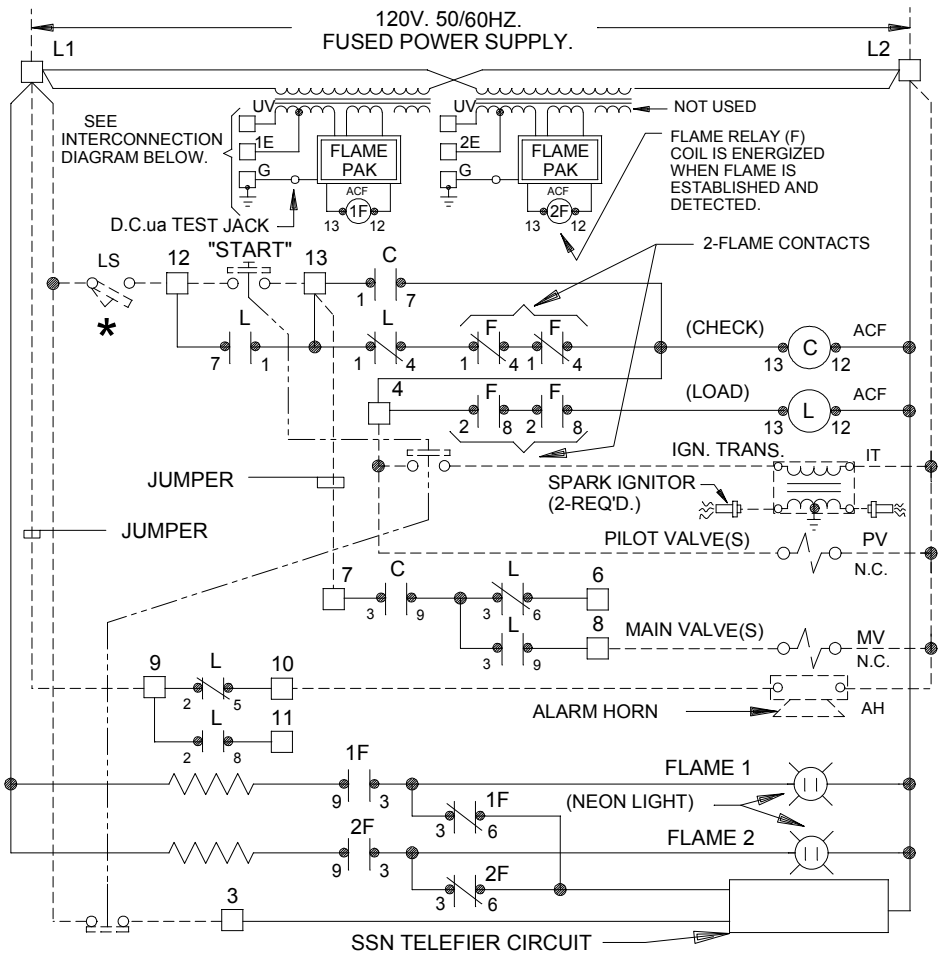 120V. 50/60HZ.
FUSED POWER SUPPLY.
L1
L2
UV
UV
NOT USED
SEE
INTERCONNECTION
DIAGRAM BELOW.
1E
2E
G
G
FLAME
PAK
FLAME
PAK
FLAME RELAY (F)
COIL IS ENERGIZED
WHEN FLAME IS
ESTABLISHED AND
DETECTED.
ACF
13 1F 12
ACF
13 2F 12
D.C.ua TEST JACK
2-FLAME CONTACTS
LS
12
"START"
13
C
1 7
*
L
7 1
L
1 4
F
1 4
F
1 4
(CHECK)
13 C 12
ACF
4
F
2 8
F
2 8
(LOAD)
13 L 12
ACF
IGN. TRANS.
IT
JUMPER
SPARK IGNITOR
(2-REQ'D.)
JUMPER
PILOT VALVE(S)
PV
N.C.
7
C
3 9
L
3 6
6
L
3 9
8
MAIN VALVE(S)
MV
N.C.
9
L
2 5
10
ALARM HORN
AH
L
2 8
11
1F
9 3
FLAME 1
1F
3 6
(NEON LIGHT)
2F
9 3
FLAME 2
2F
3 6
3
SSN TELEFIER CIRCUIT